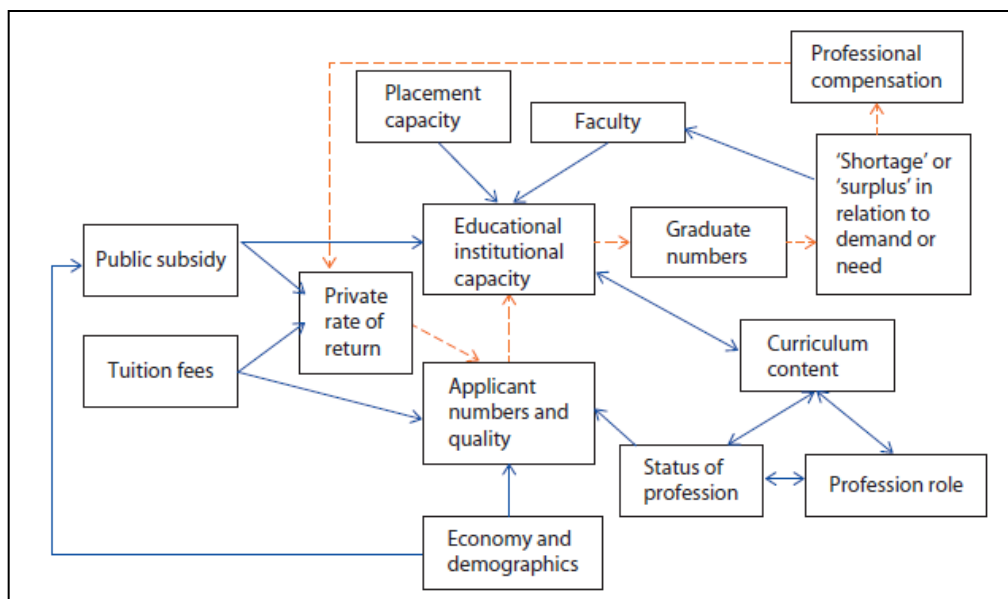 Professional
compensation
Placement
capacity
Faculty
'Shortage' or
'surplus' in
relation to
demand or
need
Educational
institutional
capacity
Graduate
numbers
Public subsidy
Private
rate of
return
Tuition fees
Curriculum
content
Applicant
numbers and
quality
Status of
profession
Profession role
Economy and
demographics